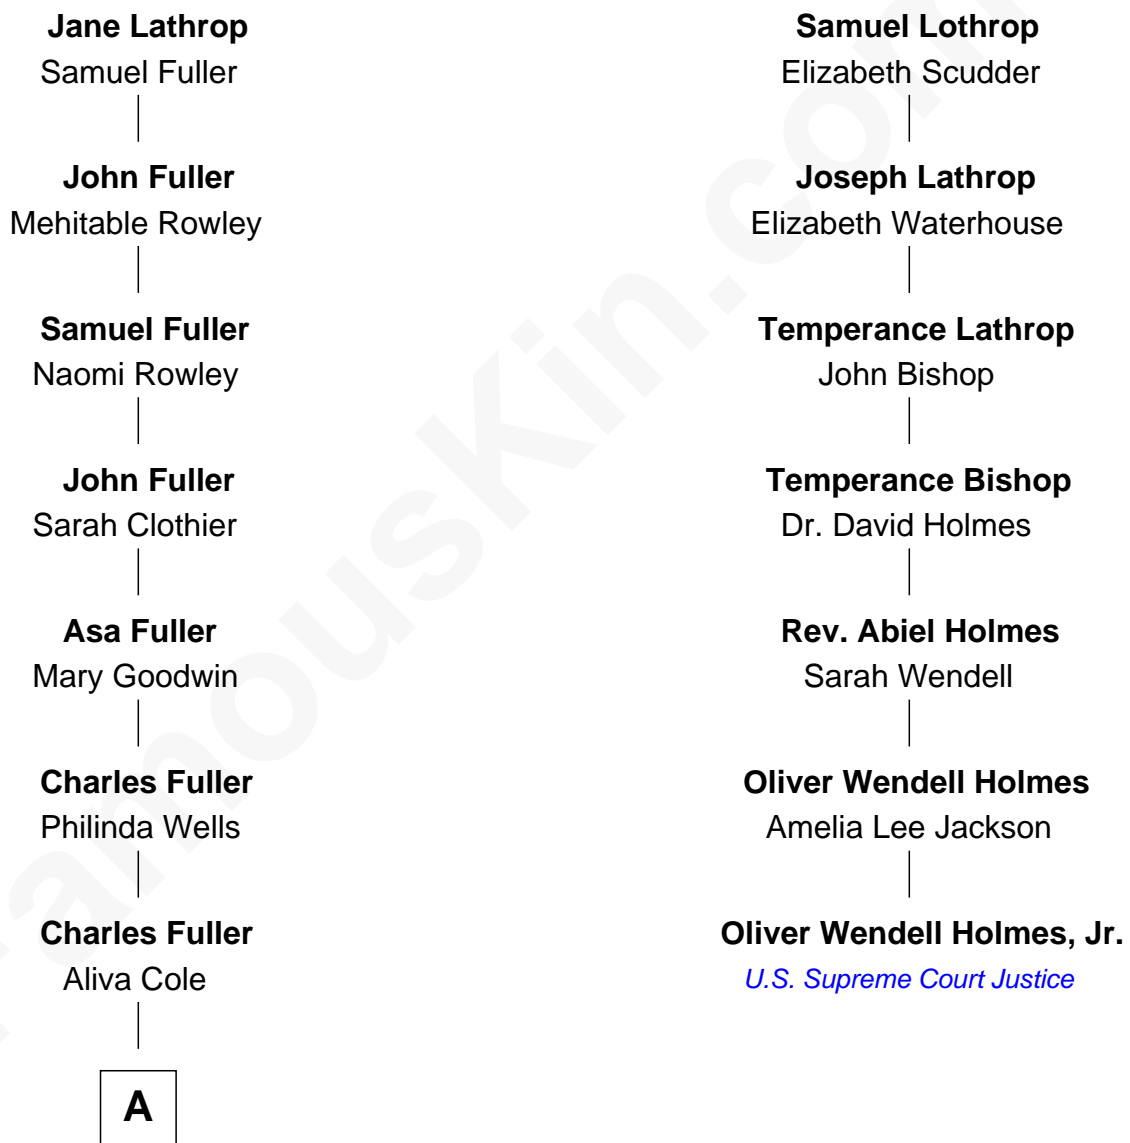 Jane Lathrop
Samuel Fuller
John Fuller
Mehitable Rowley
Samuel Fuller
Naomi Rowley
John Fuller
Sarah Clothier
Asa Fuller
Mary Goodwin
Charles Fuller
Philinda Wells
Charles Fuller
Aliva Cole
A
Samuel Lothrop
Elizabeth Scudder
Joseph Lathrop
Elizabeth Waterhouse
Temperance Lathrop
John Bishop
Temperance Bishop
Dr. David Holmes
Rev. Abiel Holmes
Sarah Wendell
Oliver Wendell Holmes
Amelia Lee Jackson
Oliver Wendell Holmes, Jr.
U.S. Supreme Court Justice
FamousKin.com